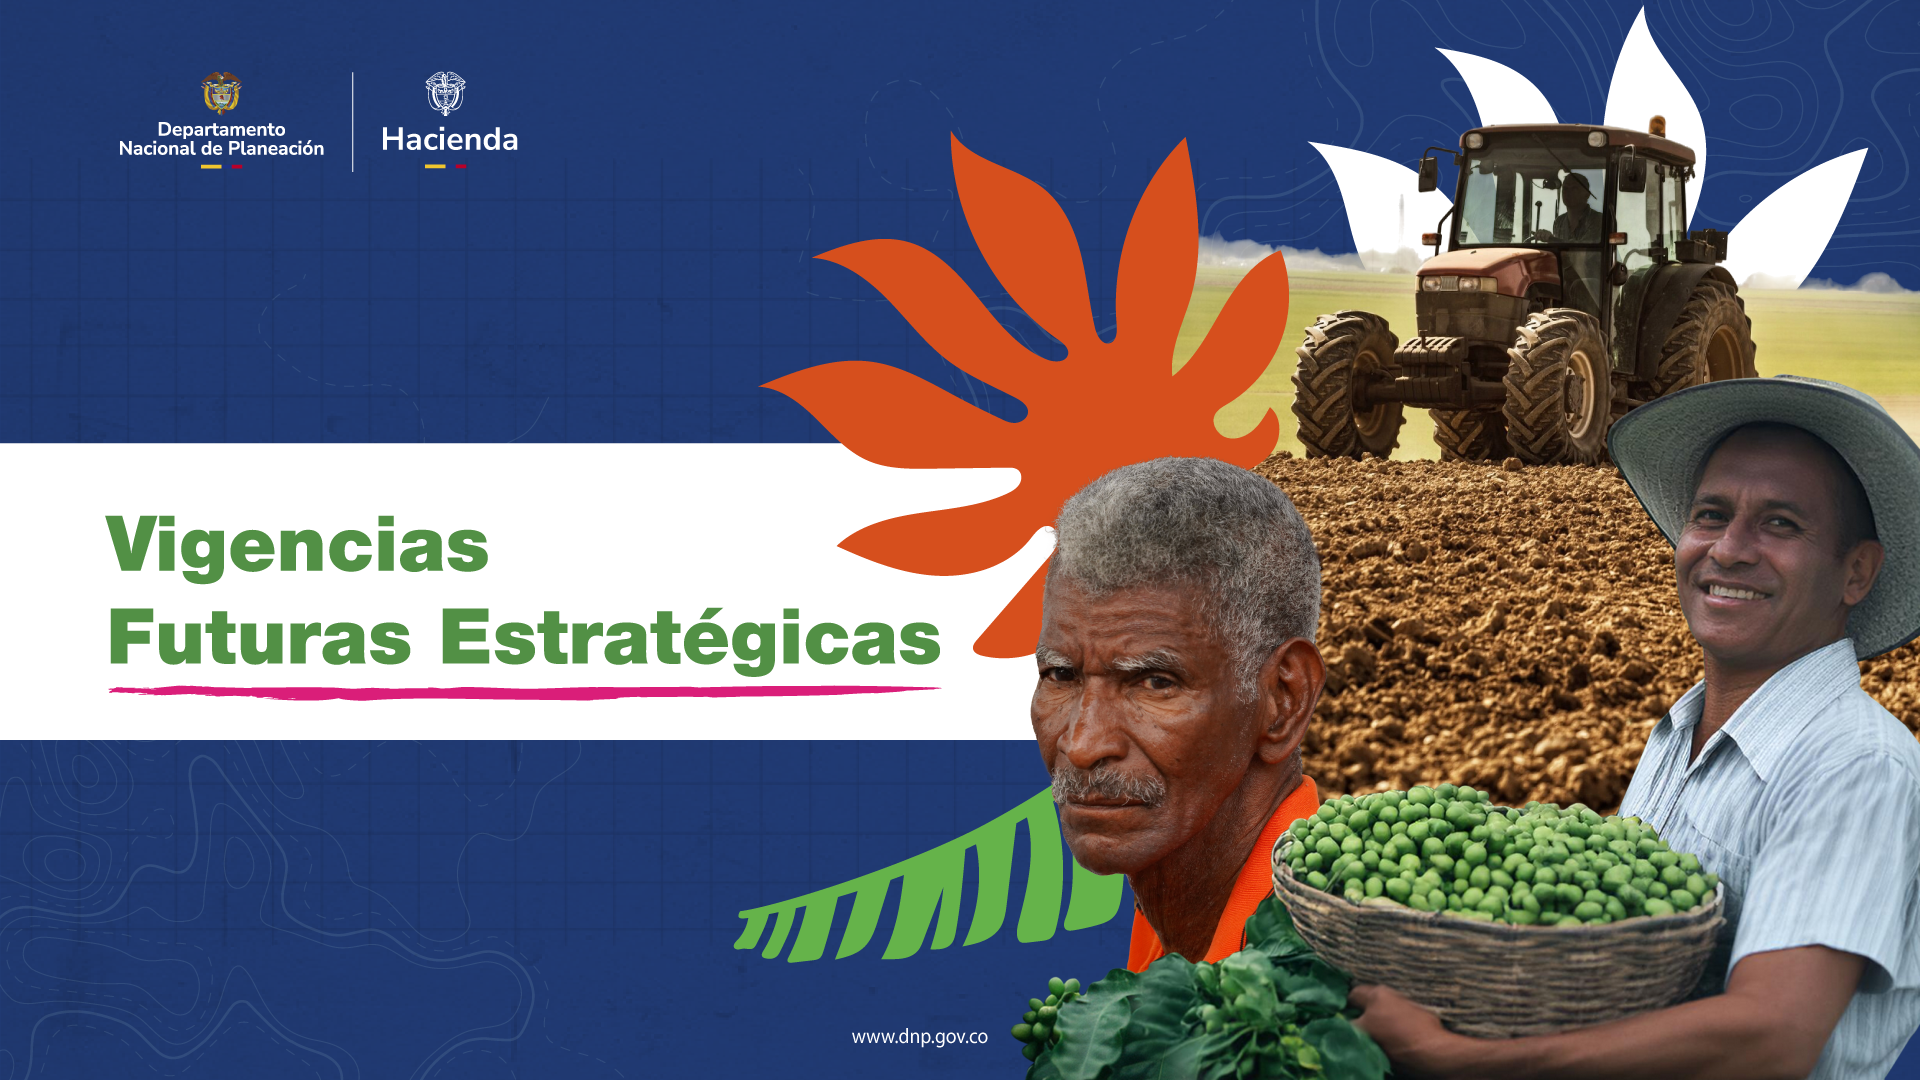 Departamento
Nacional de Planeación
Hacienda
Vigencias
Futuras Estratégicas
www.dnp.gov.co